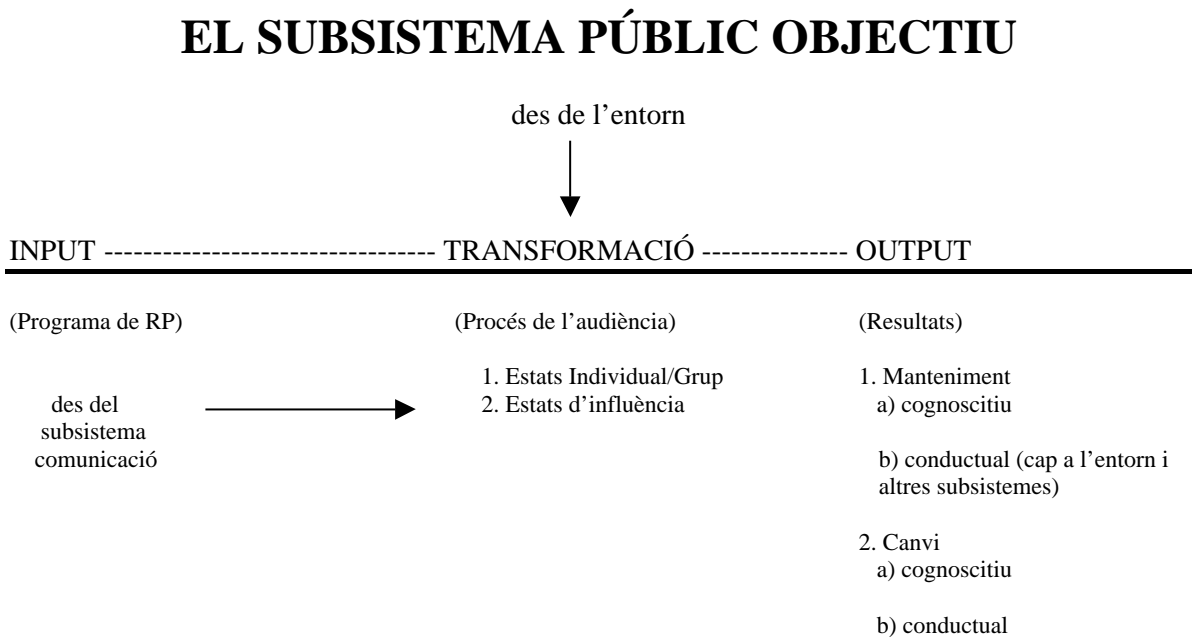 EL SUBSISTEMA PÚBLIC OBJECTIU
des de l’entorn
INPUT ---------------------------------- TRANSFORMACIÓ --------------- OUTPUT
(Programa de RP)
(Procés de l’audiència)
(Resultats)
des del
subsistema
comunicació
1. Estats Individual/Grup
2. Estats d’influència
1. Manteniment
a) cognoscitiu
b) conductual (cap a l’entorn i
altres subsistemes)
2. Canvi
a) cognoscitiu
b) conductual